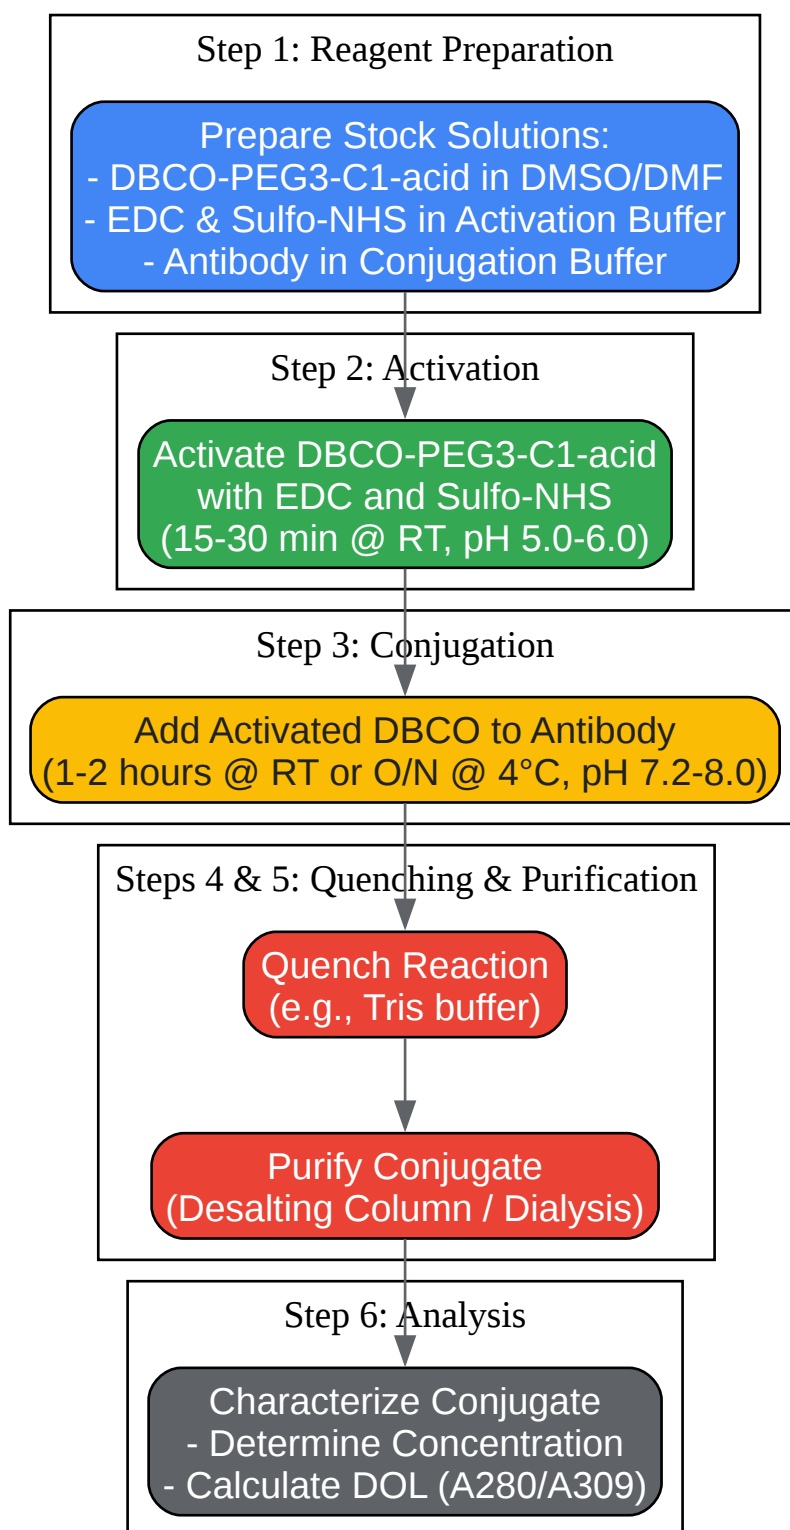 Step 1: Reagent Preparation
Prepare Stock Solutions:
- DBCO-PEG3-C1-acid in DMSO/DMF
- EDC & Sulfo-NHS in Activation Buffer
- Antibody in Conjugation Buffer
Step 2: Activation
Activate DBCO-PEG3-C1-acid
with EDC and Sulfo-NHS
(15-30 min @ RT, pH 5.0-6.0)
Step 3: Conjugation
Add Activated DBCO to Antibody
(1-2 hours @ RT or O/N @ 4°C, pH 7.2-8.0)
Steps 4 & 5: Quenching & Purification
Quench Reaction
(e.g., Tris buffer)
Purify Conjugate
(Desalting Column / Dialysis)
Step 6: Analysis
Characterize Conjugate
- Determine Concentration
- Calculate DOL (A280/A309)